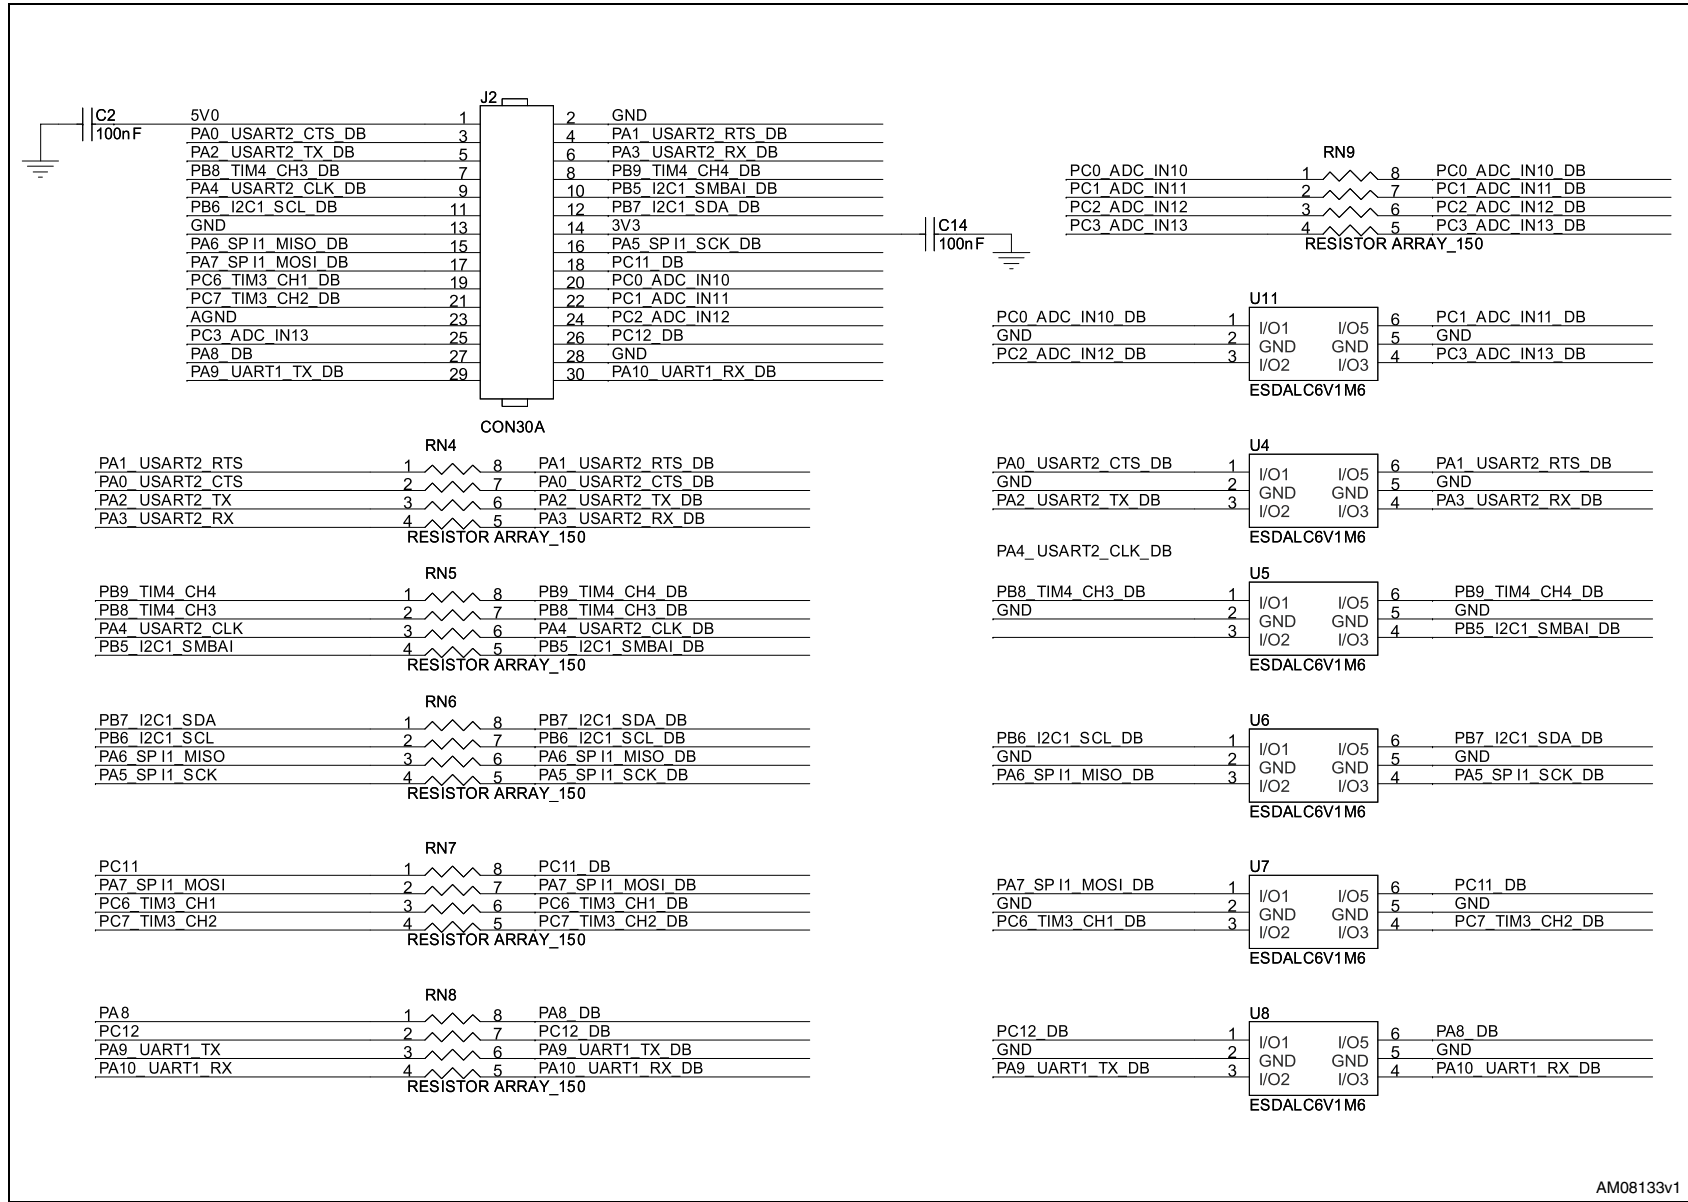 J2
C2
100nF
5V0 1 2 GND
PA0_USART2_CTS_DB 3 4 PA1_USART2_RTS_DB
PA2_USART2_TX_DB 5 6 PA3_USART2_RX_DB
PB8_TIM4_CH3_DB 7 8 PB9_TIM4_CH4_DB
PA4_USART2_CLK_DB 9 10 PB5_I2C1_SMBAI_DB
PB6_I2C1_SCL_DB 11 12 PB7_I2C1_SDA_DB
GND 13 14 3V3
PA6_SPI1_MISO_DB 15 16 PA5_SPI1_SCK_DB
PA7_SPI1_MOSI_DB 17 18 PC11_DB
PC6_TIM3_CH1_DB 19 20 PC0_ADC_IN10
PC7_TIM3_CH2_DB 21 22 PC1_ADC_IN11
AGND 23 24 PC2_ADC_IN12
PC3_ADC_IN13 25 26 PC12_DB
PA8_DB 27 28 GND
PA9_UART1_TX_DB 29 30 PA10_UART1_RX_DB
CON30A
C14
100nF
RN4
PA1_USART2_RTS 1 8 PA1_USART2_RTS_DB
PA0_USART2_CTS 2 7 PA0_USART2_CTS_DB
PA2_USART2_TX 3 6 PA2_USART2_TX_DB
PA3_USART2_RX 4 5 PA3_USART2_RX_DB
RESISTOR ARRAY_150
RN5
PB9_TIM4_CH4 1 8 PB9_TIM4_CH4_DB
PB8_TIM4_CH3 2 7 PB8_TIM4_CH3_DB
PA4_USART2_CLK 3 6 PA4_USART2_CLK_DB
PB5_I2C1_SMBAI 4 5 PB5_I2C1_SMBAI_DB
RESISTOR ARRAY_150
RN6
PB7_I2C1_SDA 1 8 PB7_I2C1_SDA_DB
PB6_I2C1_SCL 2 7 PB6_I2C1_SCL_DB
PA6_SPI1_MISO 3 6 PA6_SPI1_MISO_DB
PA5_SPI1_SCK 4 5 PA5_SPI1_SCK_DB
RESISTOR ARRAY_150
RN7
PC11 1 8 PC11_DB
PA7_SPI1_MOSI 2 7 PA7_SPI1_MOSI_DB
PC6_TIM3_CH1 3 6 PC6_TIM3_CH1_DB
PC7_TIM3_CH2 4 5 PC7_TIM3_CH2_DB
RESISTOR ARRAY_150
RN8
PA8 1 8 PA8_DB
PC12 2 7 PC12_DB
PA9_UART1_TX 3 6 PA9_UART1_TX_DB
PA10_UART1_RX 4 5 PA10_UART1_RX_DB
RESISTOR ARRAY_150
RN9
PC0_ADC_IN10 1 8 PC0_ADC_IN10_DB
PC1_ADC_IN11 2 7 PC1_ADC_IN11_DB
PC2_ADC_IN12 3 6 PC2_ADC_IN12_DB
PC3_ADC_IN13 4 5 PC3_ADC_IN13_DB
RESISTOR ARRAY_150
U11
PC0_ADC_IN10_DB 1 I/O1 I/O5 6 PC1_ADC_IN11_DB
GND 2 GND GND 5 GND
PC2_ADC_IN12_DB 3 I/O2 I/O3 4 PC3_ADC_IN13_DB
ESDALC6V1M6
U4
PA0_USART2_CTS_DB 1 I/O1 I/O5 6 PA1_USART2_RTS_DB
GND 2 GND GND 5 GND
PA2_USART2_TX_DB 3 I/O2 I/O3 4 PA3_USART2_RX_DB
ESDALC6V1M6
PA4_USART2_CLK_DB
U5
PB8_TIM4_CH3_DB 1 I/O1 I/O5 6 PB9_TIM4_CH4_DB
GND 2 GND GND 5 GND
3 I/O2 I/O3 4 PB5_I2C1_SMBAI_DB
ESDALC6V1M6
U6
PB6_I2C1_SCL_DB 1 I/O1 I/O5 6 PB7_I2C1_SDA_DB
GND 2 GND GND 5 GND
PA6_SPI1_MISO_DB 3 I/O2 I/O3 4 PA5_SPI1_SCK_DB
ESDALC6V1M6
U7
PA7_SPI1_MOSI_DB 1 I/O1 I/O5 6 PC11_DB
GND 2 GND GND 5 GND
PC6_TIM3_CH1_DB 3 I/O2 I/O3 4 PC7_TIM3_CH2_DB
ESDALC6V1M6
U8
PC12_DB 1 I/O1 I/O5 6 PA8_DB
GND 2 GND GND 5 GND
PA9_UART1_TX_DB 3 I/O2 I/O3 4 PA10_UART1_RX_DB
ESDALC6V1M6
AM08133v1